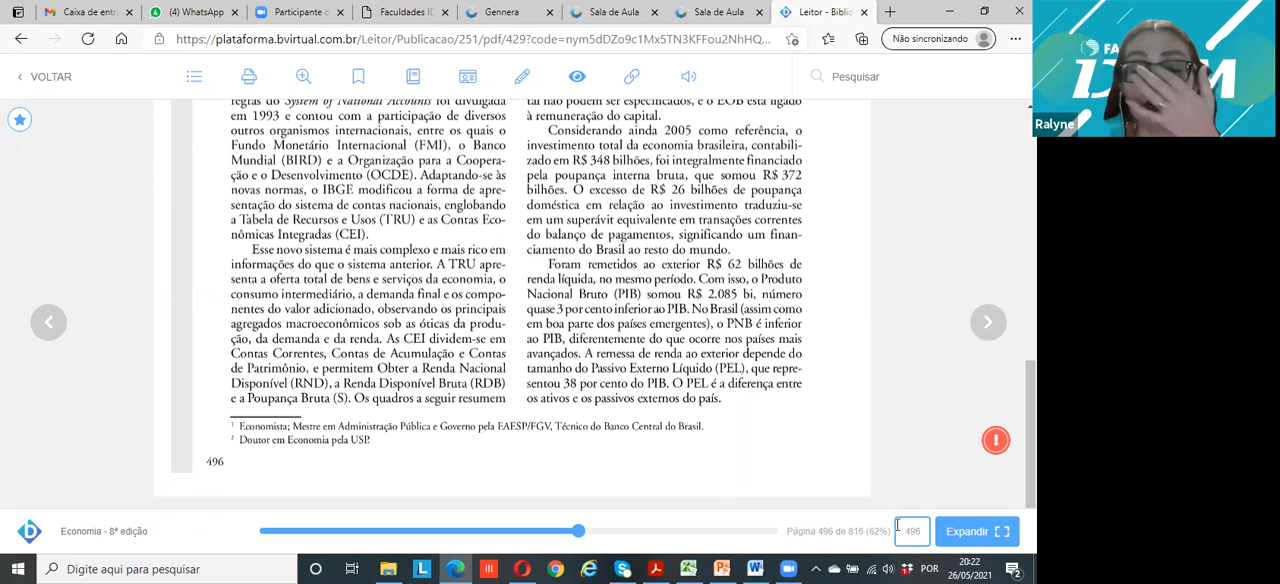 Caixa de entr
(4) WhatsApp
Participante d
Faculdades ID
Gennera
Sala de Aula
Sala de Aula
Leitor - Biblic
https://plataforma.bvirtual.com.br/Leitor/Publicacao/251/pdf/429?code=nym5dDZo9c1Mx5TN3KFFou2NhHQ...
Não sincronizando
VOLTAR
Pesquisar
regras do System of National Accounts foi divulgada
em 1993 e contou com a participação de diversos
outros organismos internacionais, entre os quais o
Fundo Monetário Internacional (FMI), o Banco
Mundial (BIRD) e a Organização para a Coopera-
ção e o Desenvolvimento (OCDE). Adaptando-se às
novas normas, o IBGE modificou a forma de apre-
sentação do sistema de contas nacionais, englobando
a Tabela de Recursos e Usos (TRU) e as Contas Eco-
nômicas Integradas (CEI).
Esse novo sistema é mais complexo e mais rico em
informações do que o sistema anterior. A TRU apre-
senta a oferta total de bens e serviços da economia, o
consumo intermediário, a demanda final e os compo-
nentes do valor adicionado, observando os principais
agregados macroeconômicos sob as óticas da produ-
ção, da demanda e da renda. As CEI dividem-se em
Contas Correntes, Contas de Acumulação e Contas
de Patrimônio, e permitem Obter a Renda Nacional
Disponível (RND), a Renda Disponível Bruta (RDB)
e a Poupança Bruta (S). Os quadros a seguir resumem
tal não podem ser especificados, e o EOB está ligado
à remuneração do capital.
Considerando ainda 2005 como referência, o
investimento total da economia brasileira, contabili-
zado em R$ 348 bilhões, foi integralmente financiado
pela poupança interna bruta, que somou R$ 372
bilhões. O excesso de R$ 26 bilhões de poupança
doméstica em relação ao investimento traduziu-se
em um superávit equivalente em transações correntes
do balanço de pagamentos, significando um finan-
ciamento do Brasil ao resto do mundo.
Foram remetidos ao exterior R$ 62 bilhões de
renda líquida, no mesmo período. Com isso, o Produto
Nacional Bruto (PIB) somou R$ 2.085 bi, número
quase 3 por cento inferior ao PIB. No Brasil (assim como
em boa parte dos países emergentes), o PNB é inferior
ao PIB, diferentemente do que ocorre nos países mais
avançados. A remessa de renda ao exterior depende do
tamanho do Passivo Externo Líquido (PEL), que repre-
sentou 38 por cento do PIB. O PEL é a diferença entre
os ativos e os passivos externos do país.
1 Economista; Mestre em Administração Pública e Governo pela EAESP/FGV, Técnico do Banco Central do Brasil.
2 Doutor em Economia pela USP.
496
Economia - 8ª edição
Página 496 de 816 (62%)
496
Expandir
Digite aqui para pesquisar
POR
20:22
26/05/2021
2
Ralyne